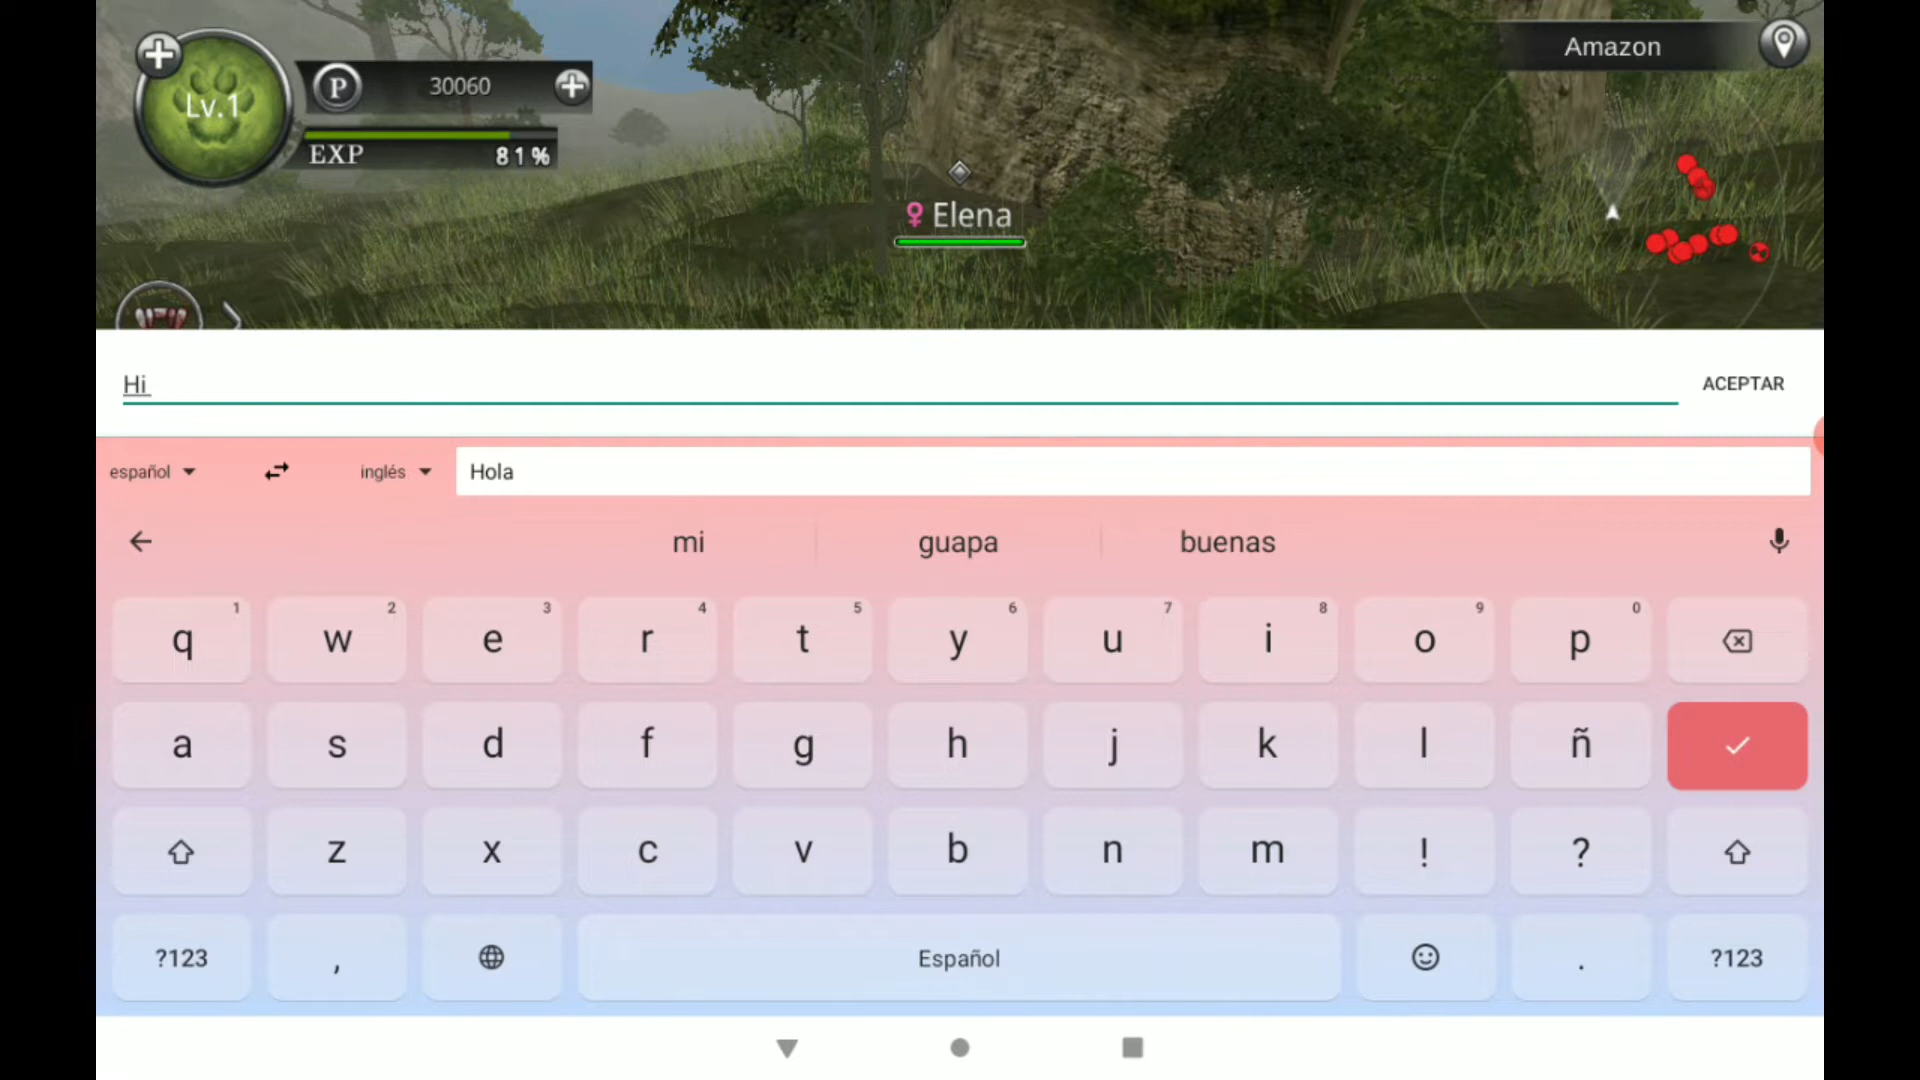 Lv.1
P 30060
EXP 81%
Amazon
Elena
Hi
ACEPTAR
español inglés Hola
mi guapa buenas
1 2 3 4 5 6 7 8 9 0
q w e r t y u i o p
a s d f g h j k l ñ
z x c v b n m ! ?
?123 , Español . ?123